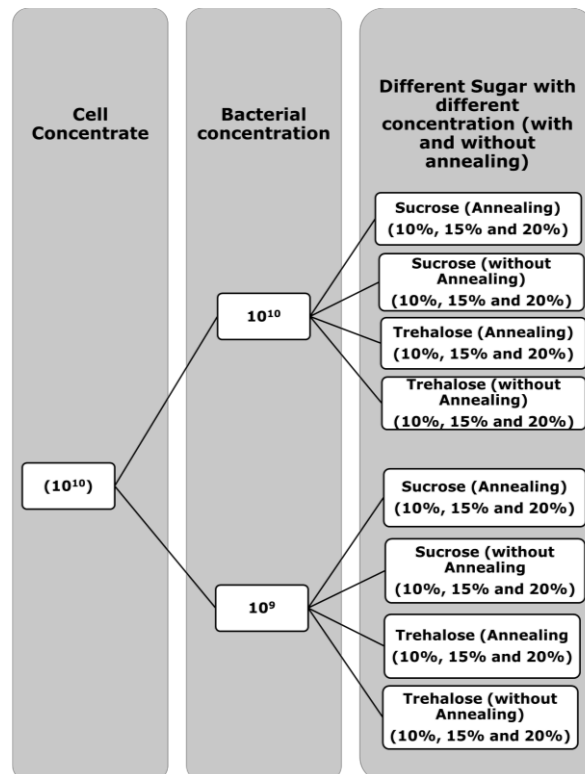 Cell
Concentrate
Bacterial
concentration
Different Sugar with
different
concentration (with
and without
annealing)
(10¹⁰)
10¹⁰
Sucrose (Annealing)
(10%, 15% and 20%)
Sucrose (without
Annealing)
(10%, 15% and 20%)
Trehalose (Annealing)
(10%, 15% and 20%)
Trehalose (without
Annealing)
(10%, 15% and 20%)
10⁹
Sucrose (Annealing)
(10%, 15% and 20%)
Sucrose (without
Annealing
(10%, 15% and 20%)
Trehalose (Annealing
(10%, 15% and 20%)
Trehalose (without
Annealing)
(10%, 15% and 20%)